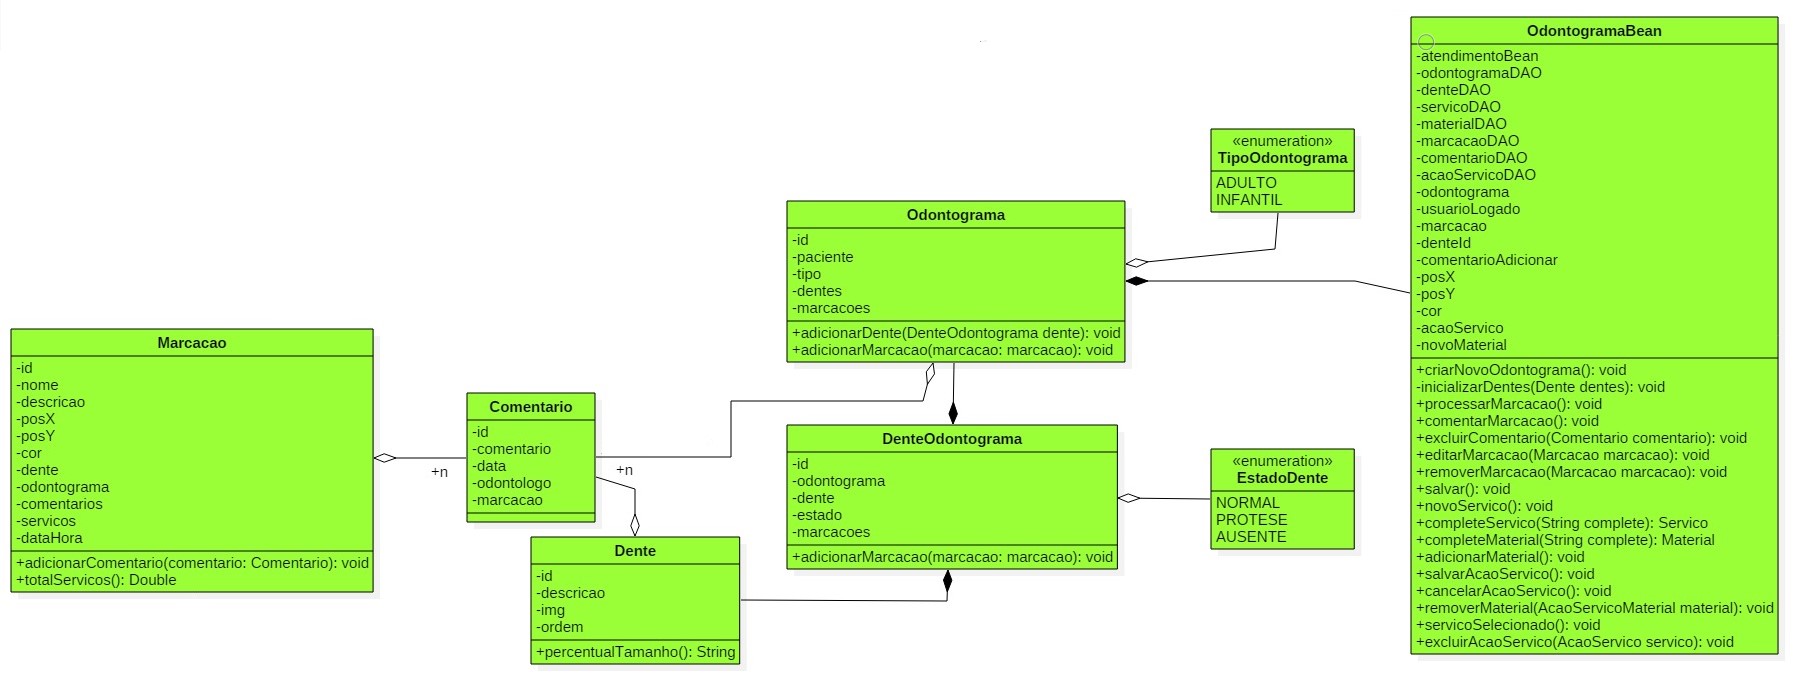 OdontogramaBean
-atendimentoBean
-odontogramaDAO
-denteDAO
-servicoDAO
-materialDAO
-marcacaoDAO
-comentarioDAO
-acaoServicoDAO
-odontograma
-usuarioLogado
-marcacao
-denteId
-comentarioAdicionar
-posX
-posY
-cor
-acaoServico
-novoMaterial
+criarNovoOdontograma(): void
-inicializarDentes(Dente dentes): void
+processarMarcacao(): void
+comentarMarcacao(): void
+excluirComentario(Comentario comentario): void
+editarMarcacao(Marcacao marcacao): void
+removerMarcacao(Marcacao marcacao): void
+salvar(): void
+novoServico(): void
+completeServico(String complete): Servico
+completeMaterial(String complete): Material
+adicionarMaterial(): void
+salvarAcaoServico(): void
+cancelarAcaoServico(): void
+removerMaterial(AcaoServicoMaterial material): void
+servicoSelecionado(): void
+excluirAcaoServico(AcaoServico servico): void
«enumeration»
TipoOdontograma
ADULTO
INFANTIL
Odontograma
-id
-paciente
-tipo
-dentes
-marcacoes
+adicionarDente(DenteOdontograma dente): void
+adicionarMarcacao(marcacao: marcacao): void
Marcacao
-id
-nome
-descricao
-posX
-posY
-cor
-dente
-odontograma
-comentarios
-servicos
-dataHora
+adicionarComentario(comentario: Comentario): void
+totalServicos(): Double
+n
Comentario
-id
-comentario
-data
-odontologo
-marcacao
+n
DenteOdontograma
-id
-odontograma
-dente
-estado
-marcacoes
+adicionarMarcacao(marcacao: marcacao): void
«enumeration»
EstadoDente
NORMAL
PROTESE
AUSENTE
Dente
-id
-descricao
-img
-ordem
+percentualTamanho(): String